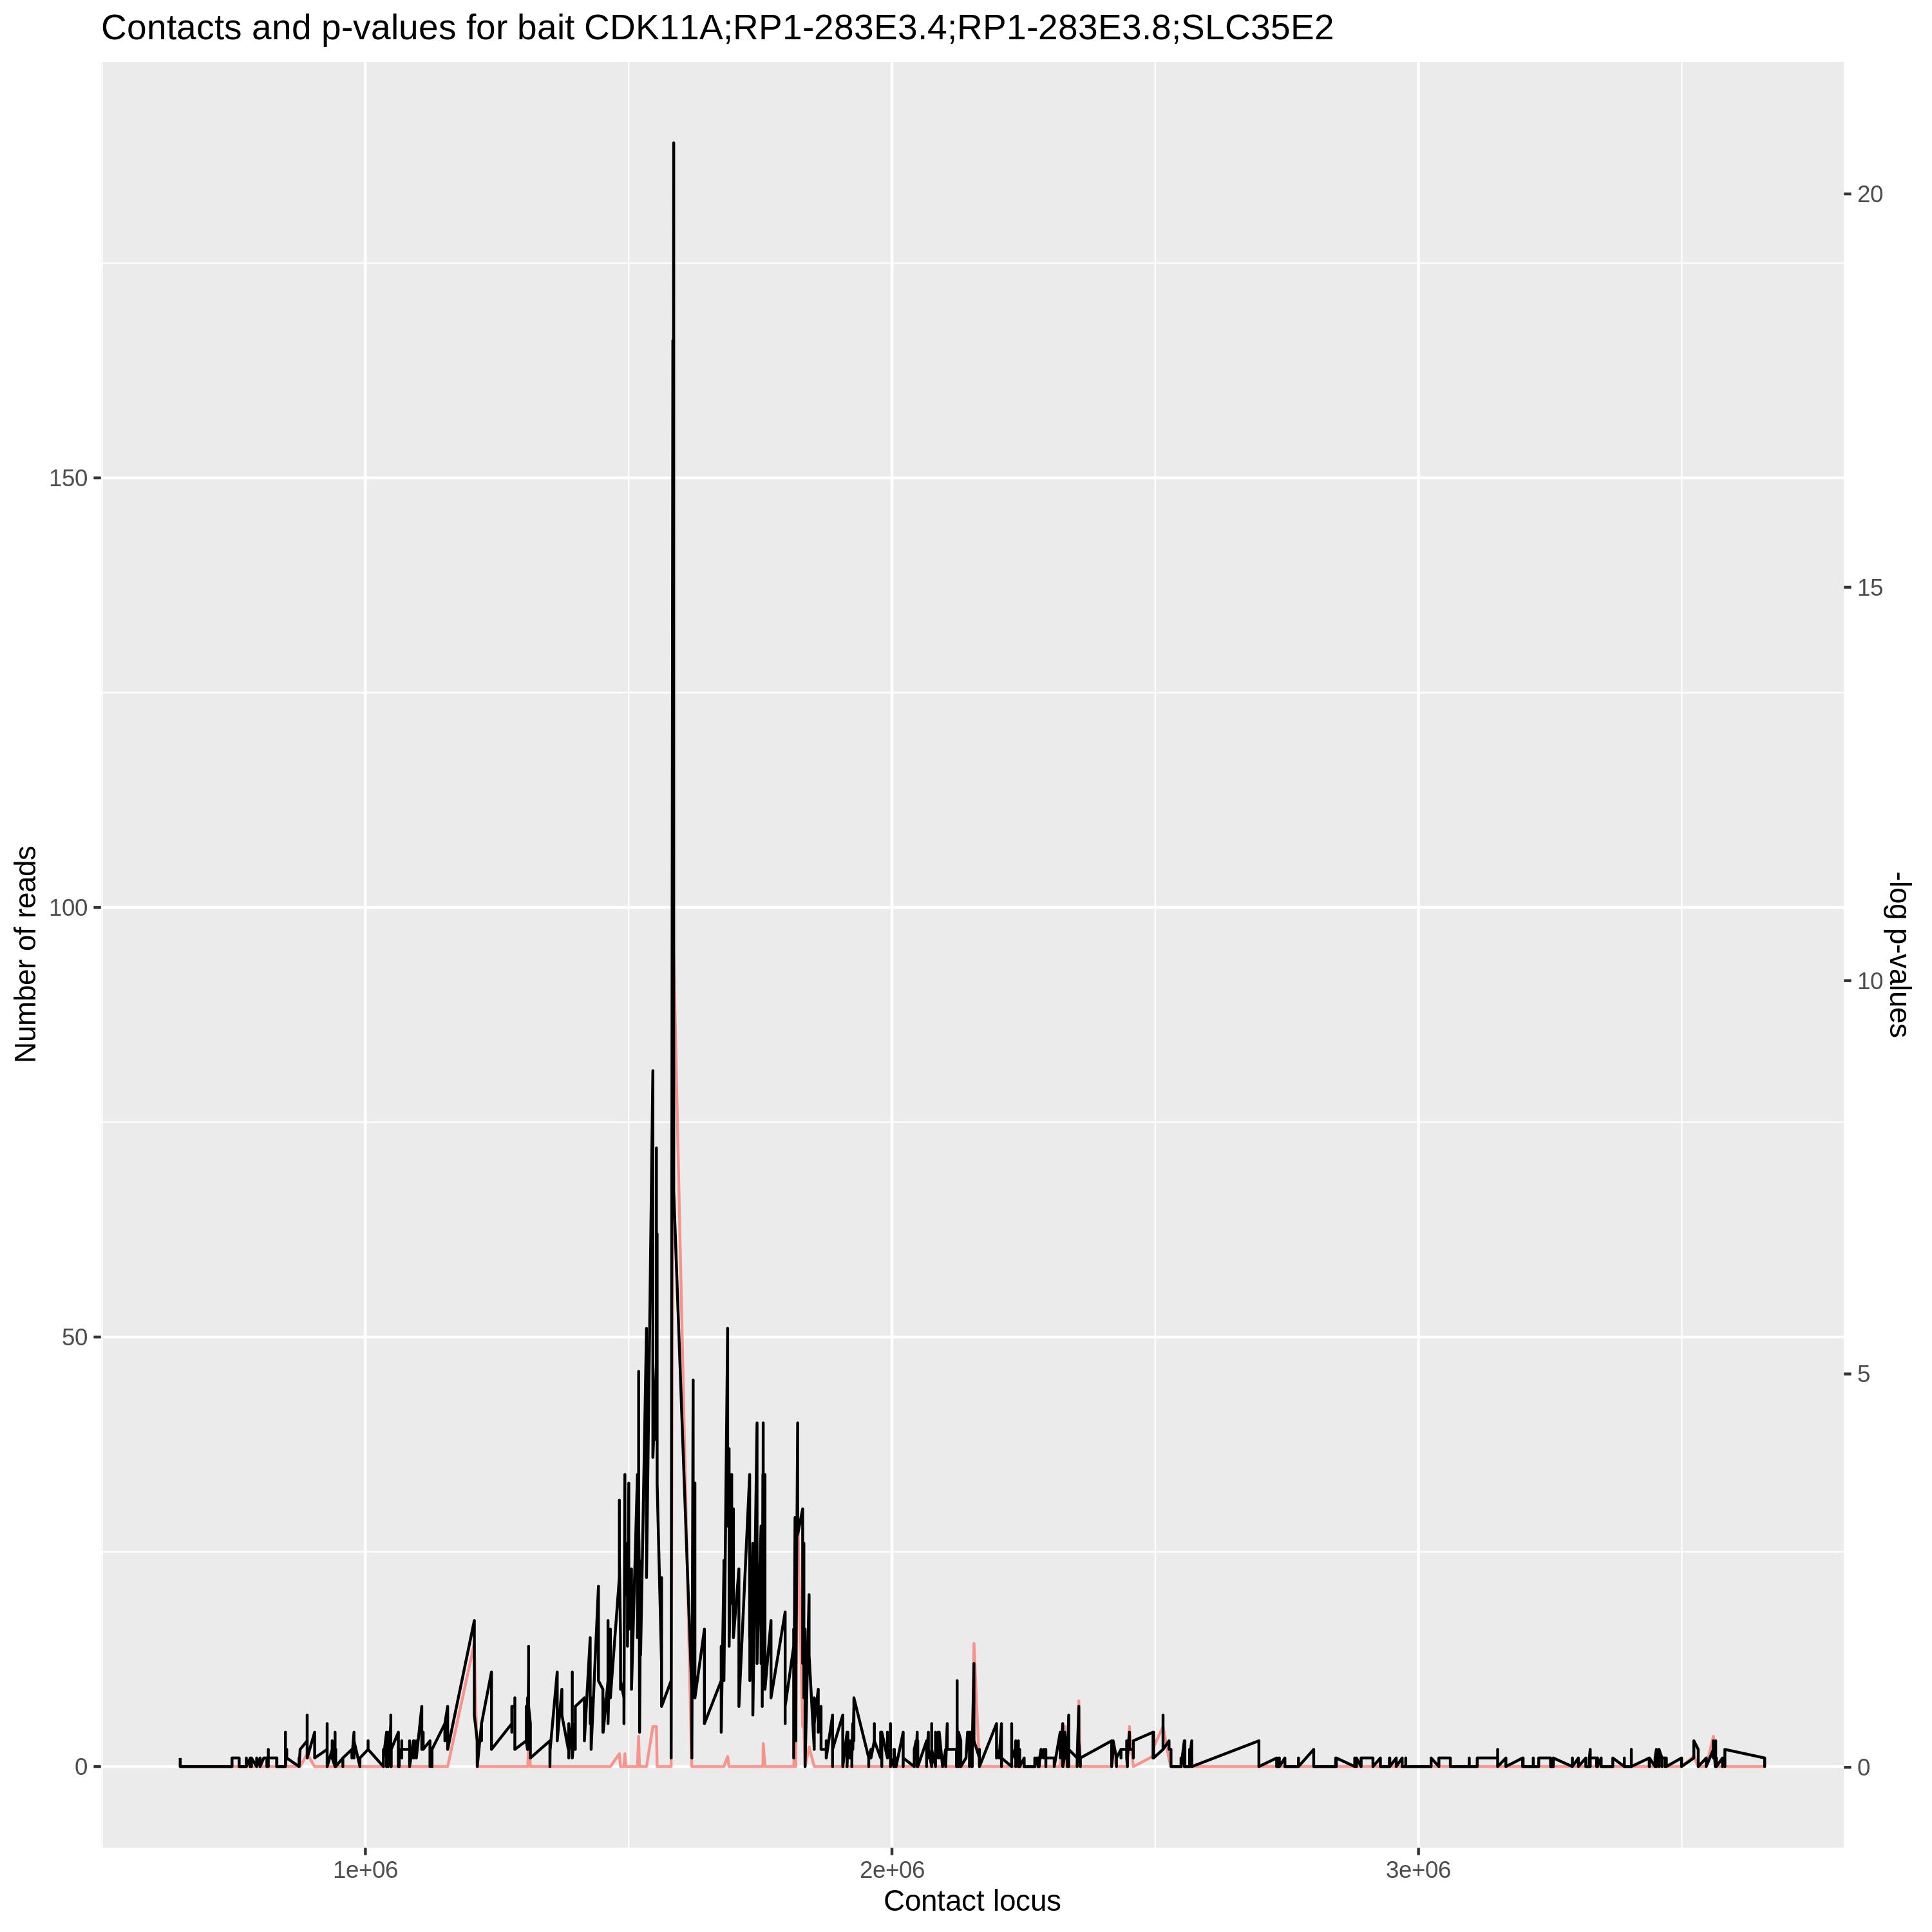 Contacts and p-values for bait CDK11A;RP1-283E3.4;RP1-283E3.8;SLC35E2
Number of reads
150
100
50
0
20
15
10
5
0
-log p-values
1e+06
2e+06
3e+06
Contact locus